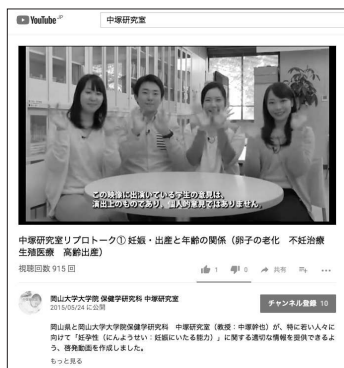 YouTube JP
中塚研究室
この映像に出演している学生の意見は、
演出上のものであり、個人的意見ではありません。
中塚研究室リプロトーク① 妊娠・出産と年齢の関係（卵子の老化　不妊治療
生殖医療　高齢出産）
視聴回数 915 回
1 0 共有 ...
岡山大学大学院 保健学研究科 中塚研究室
2015/05/24 に公開
チャンネル登録 10
岡山県と岡山大学大学院保健学研究科　中塚研究室（教授：中塚幹也）が、特に若い人々に
向けて「妊孕性（にんようせい：妊娠にいたる能力）」に関する適切な情報を提供できるよ
う、啓発動画を作成しました。
もっと見る